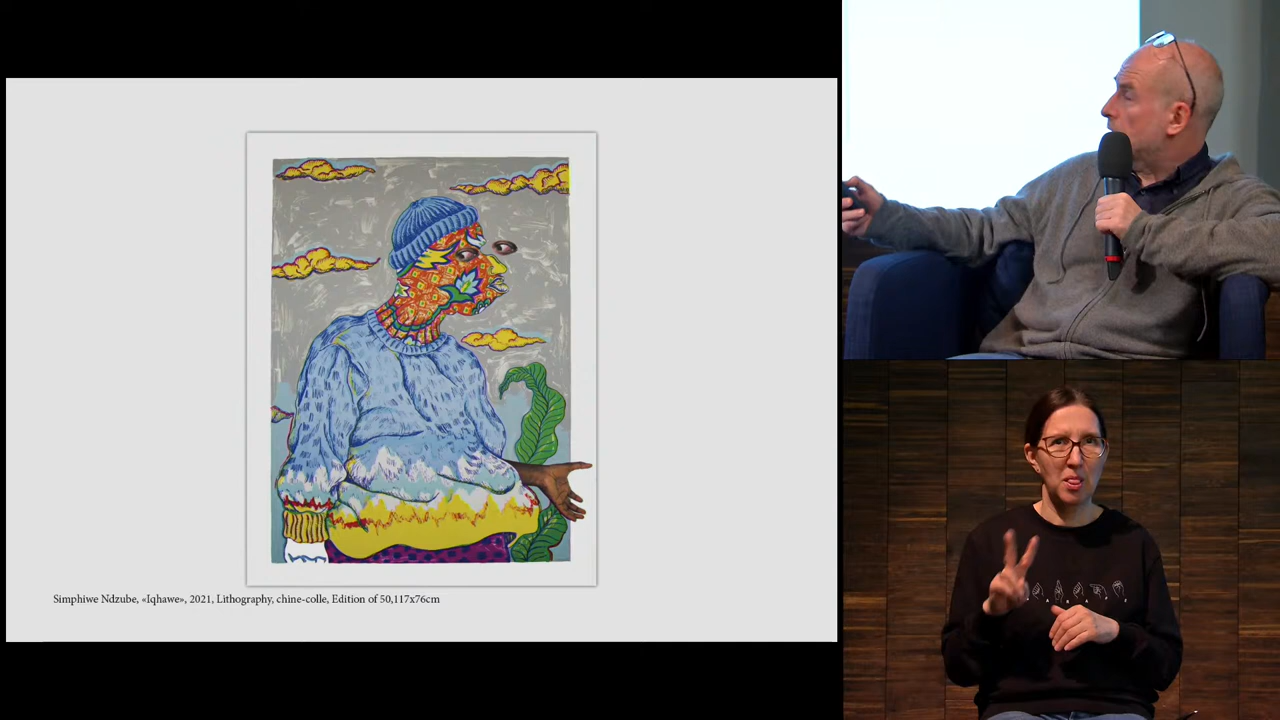 Simphiwe Ndzube, «Iqhawe», 2021, Lithography, chine-colle, Edition of 50,117x76cm